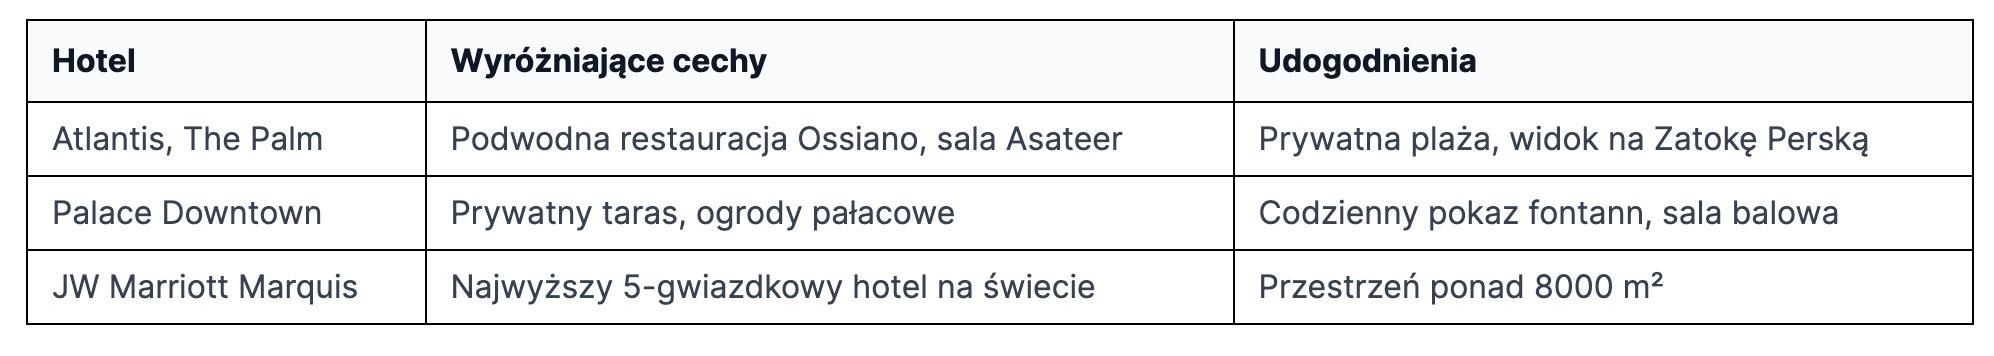 Hotel Wyróżniające cechy Udogodnienia
Atlantis, The Palm Podwodna restauracja Ossiano, sala Asateer Prywatna plaża, widok na Zatokę Perską
Palace Downtown Prywatny taras, ogrody pałacowe Codzienny pokaz fontann, sala balowa
JW Marriott Marquis Najwyższy 5-gwiazdkowy hotel na świecie Przestrzeń ponad 8000 m²